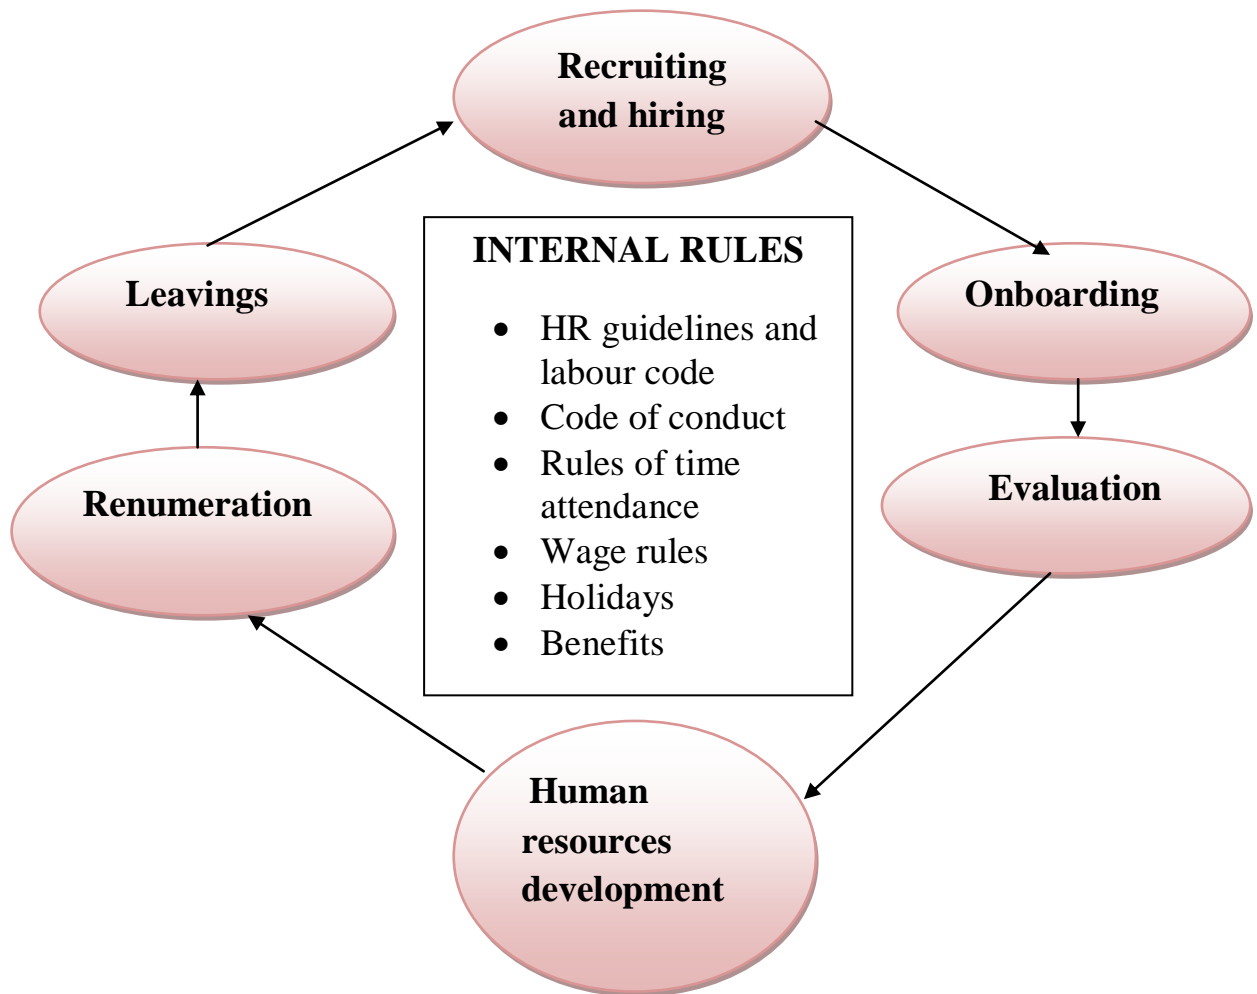 Recruiting
and hiring
Leavings
INTERNAL RULES
Onboarding
• HR guidelines and
labour code
• Code of conduct
• Rules of time
attendance
• Wage rules
• Holidays
• Benefits
Renumeration
Evaluation
Human
resources
development